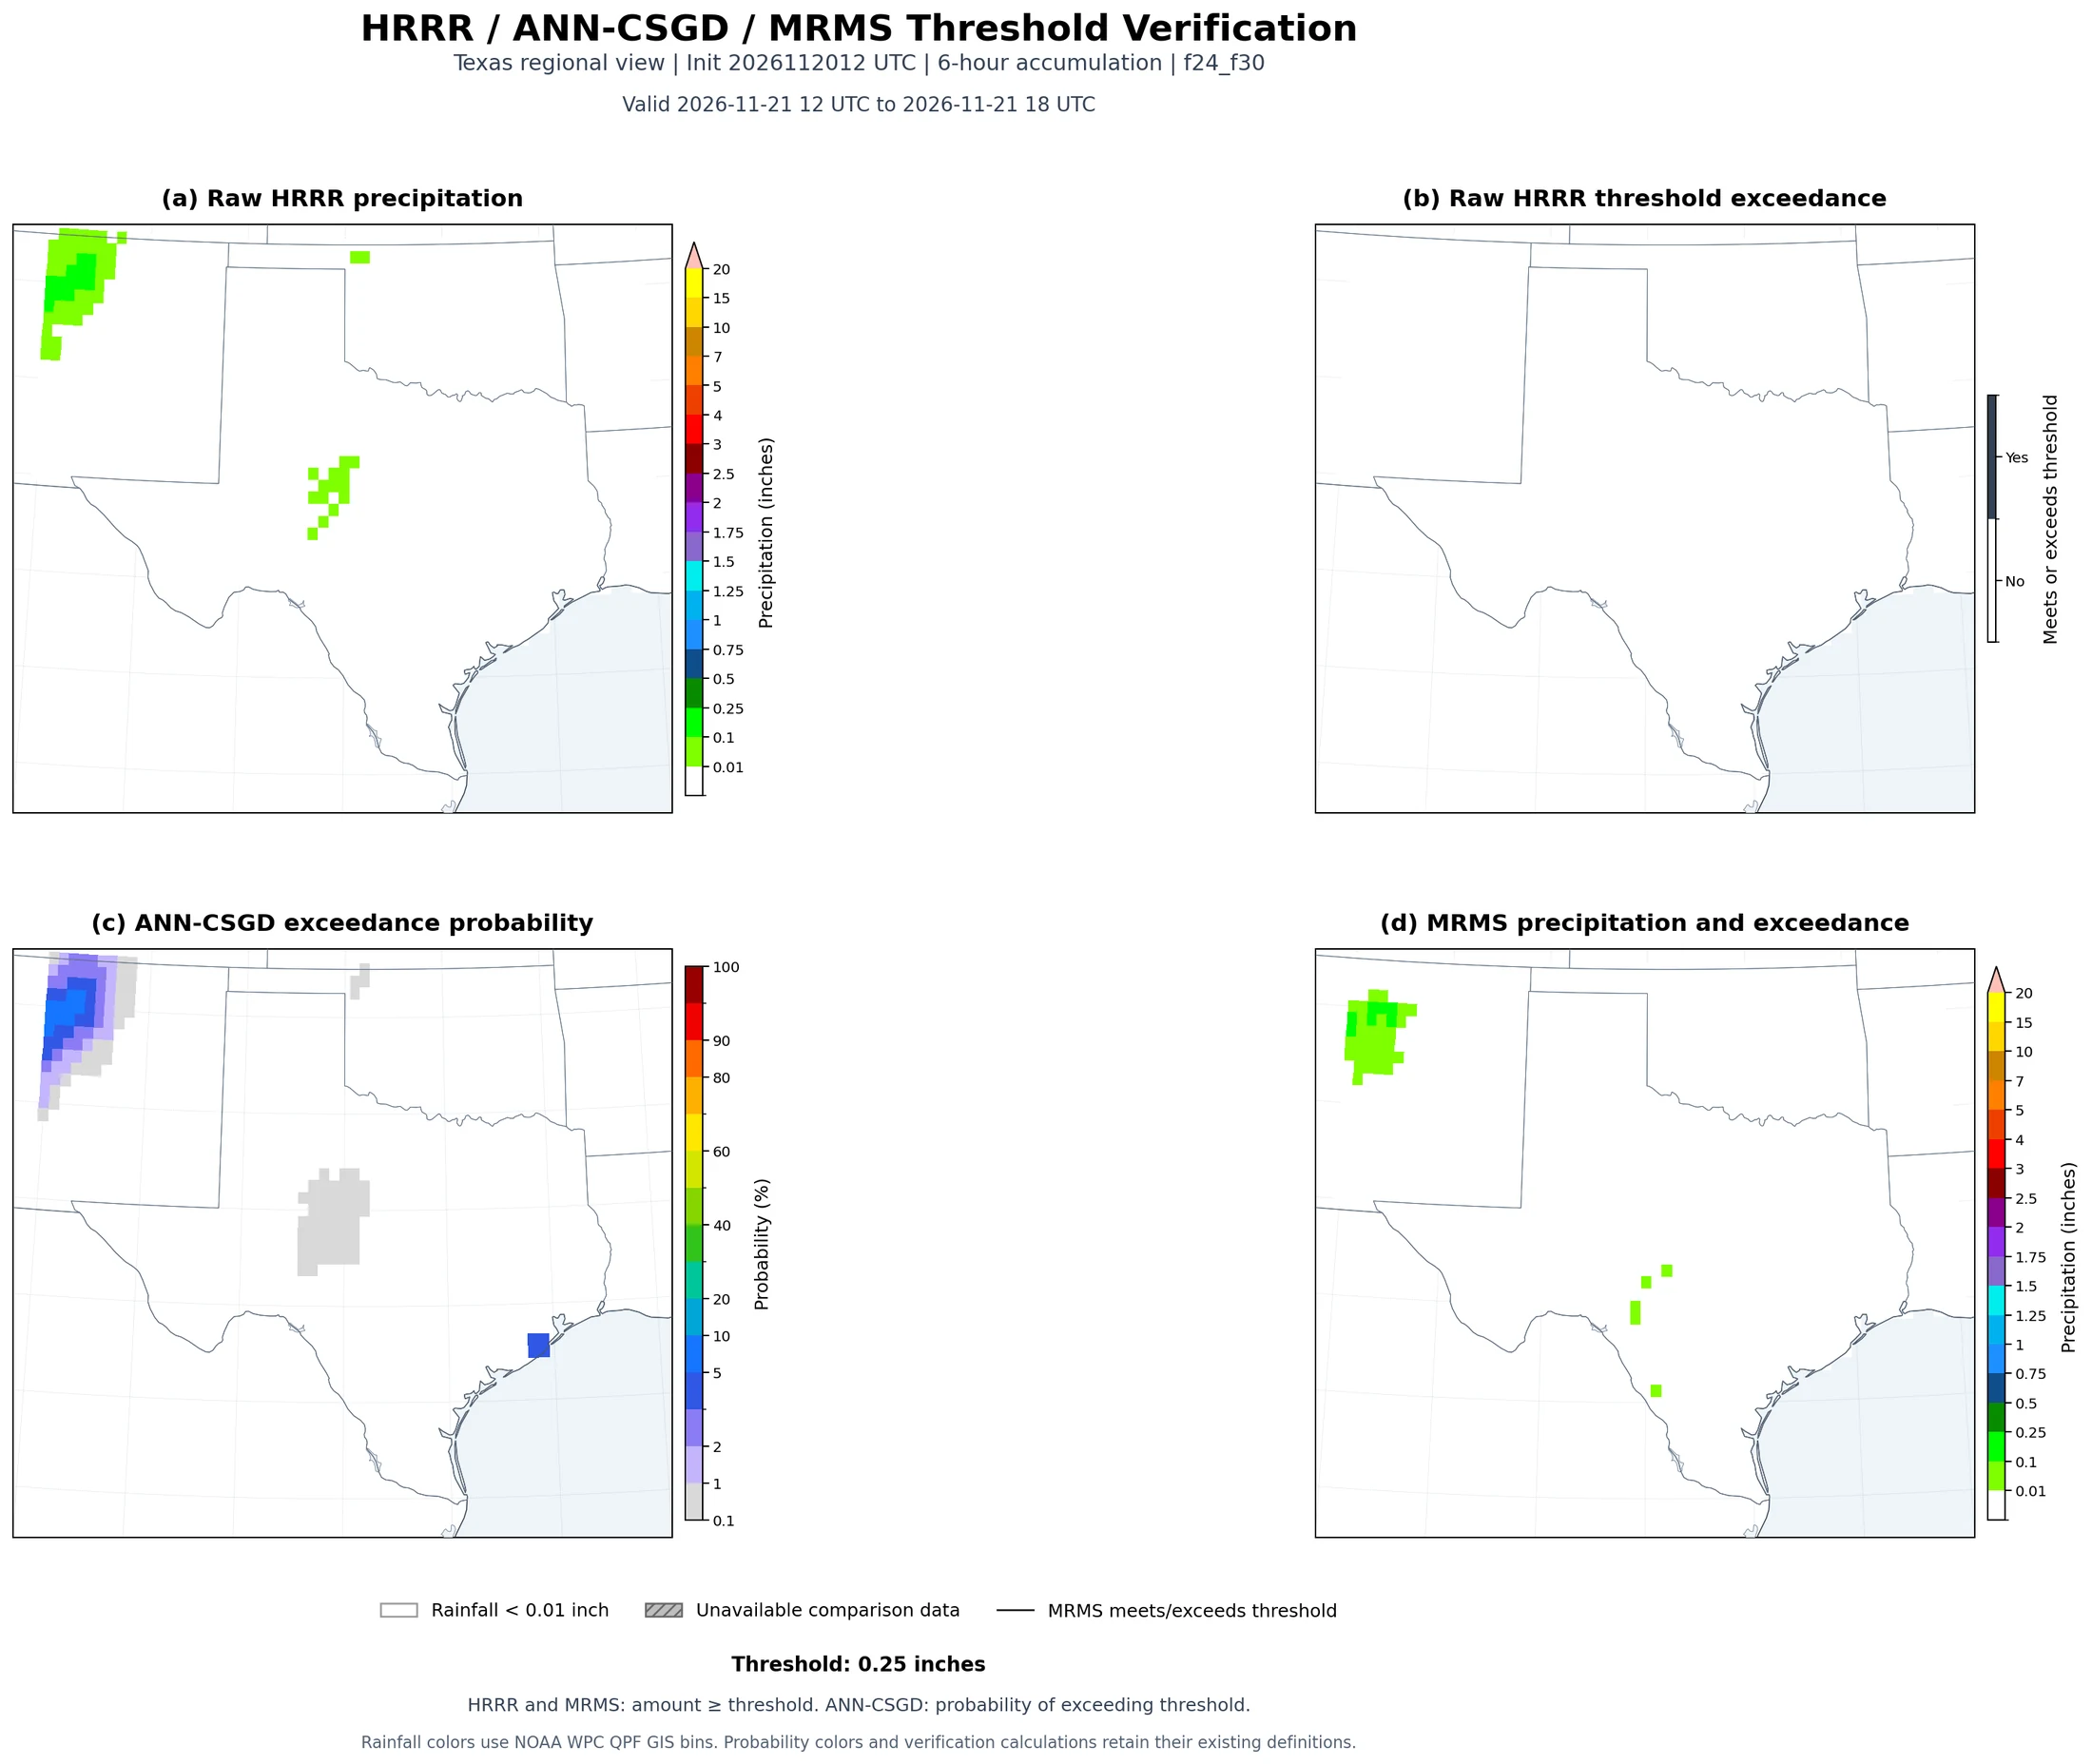 HRRR / ANN-CSGD / MRMS Threshold Verification
Texas regional view | Init 2026112012 UTC | 6-hour accumulation | f24_f30
Valid 2026-11-21 12 UTC to 2026-11-21 18 UTC
(a) Raw HRRR precipitation
20
15
10
7
5
4
3
2.5
2
1.75
1.5
1.25
1
0.75
0.5
0.25
0.1
0.01
Precipitation (inches)
(b) Raw HRRR threshold exceedance
Yes
No
Meets or exceeds threshold
(c) ANN-CSGD exceedance probability
100
90
80
60
40
20
10
5
2
1
0.1
Probability (%)
(d) MRMS precipitation and exceedance
20
15
10
7
5
4
3
2.5
2
1.75
1.5
1.25
1
0.75
0.5
0.25
0.1
0.01
Precipitation (inches)
Rainfall < 0.01 inch
Unavailable comparison data
MRMS meets/exceeds threshold
Threshold: 0.25 inches
HRRR and MRMS: amount ≥ threshold. ANN-CSGD: probability of exceeding threshold.
Rainfall colors use NOAA WPC QPF GIS bins. Probability colors and verification calculations retain their existing definitions.